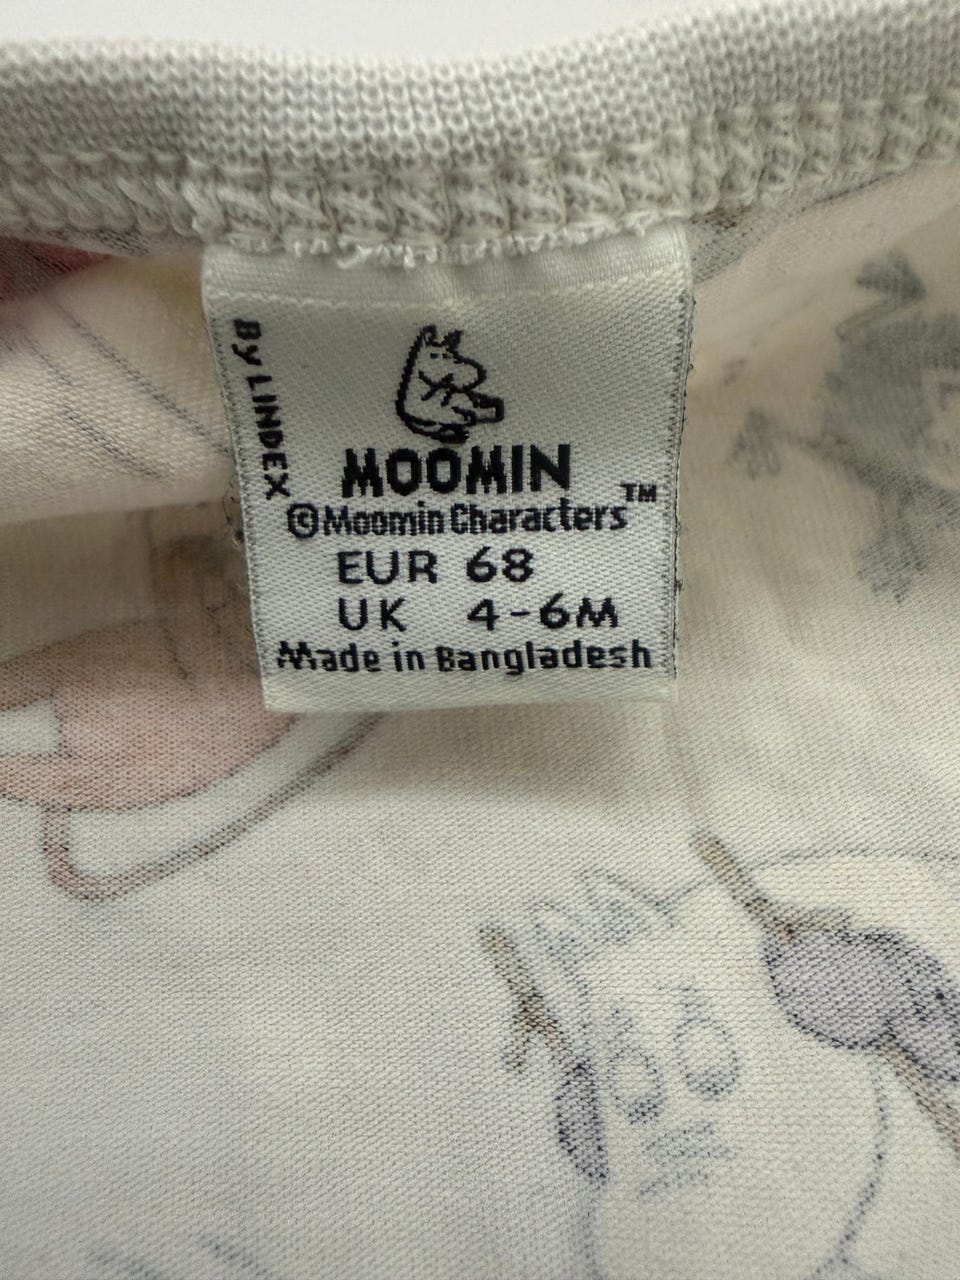 By LINDEX
MOOMIN
©Moomin Characters™
EUR 68
UK 4-6M
Made in Bangladesh